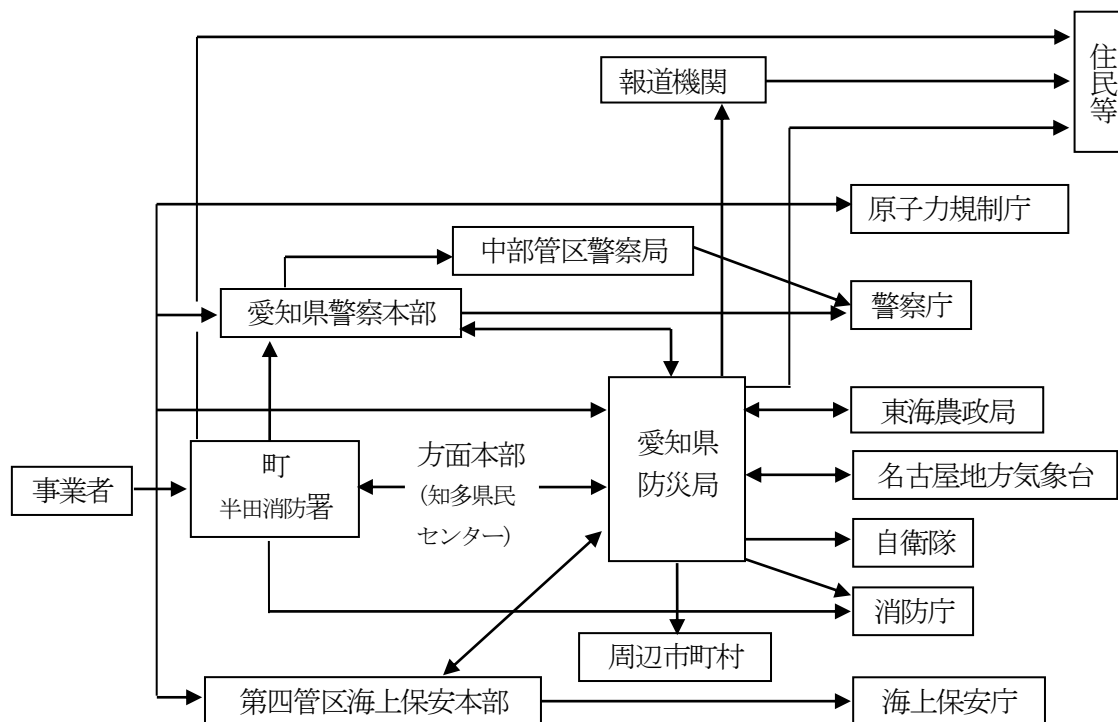 住民等
報道機関
原子力規制庁
中部管区警察局
警察庁
愛知県警察本部
東海農政局
愛知県
防災局
方面本部
(知多県民
センター)
町
半田消防署
事業者
名古屋地方気象台
自衛隊
消防庁
周辺市町村
第四管区海上保安本部
海上保安庁